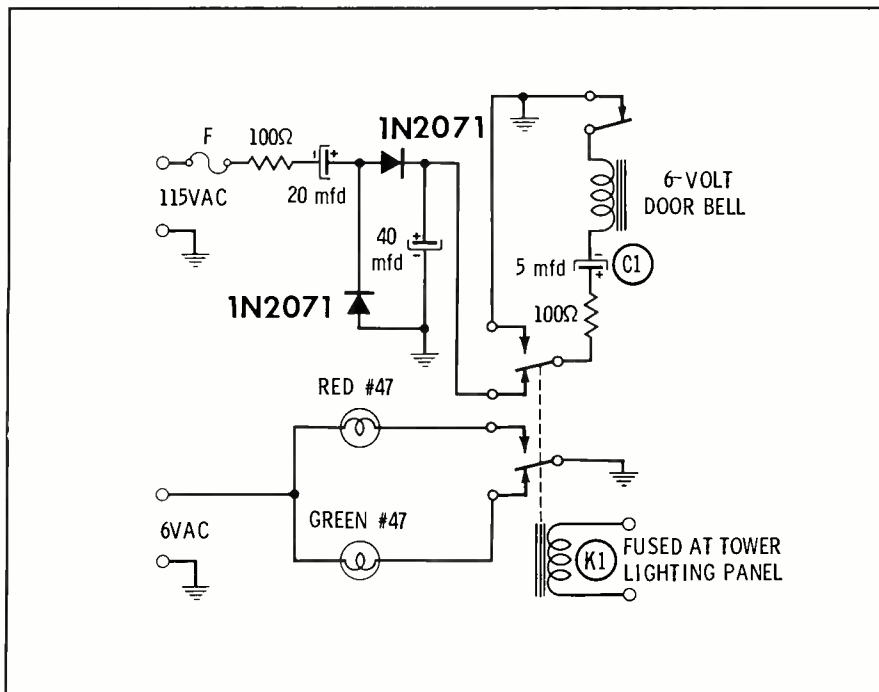 F
100Ω
+
20 mfd
1N2071
115VAC
40
mfd
+
-
1N2071
6-VOLT
DOOR BELL
-
5 mfd
+
C1
100Ω
RED #47
6VAC
GREEN #47
K1
FUSED AT TOWER
LIGHTING PANEL